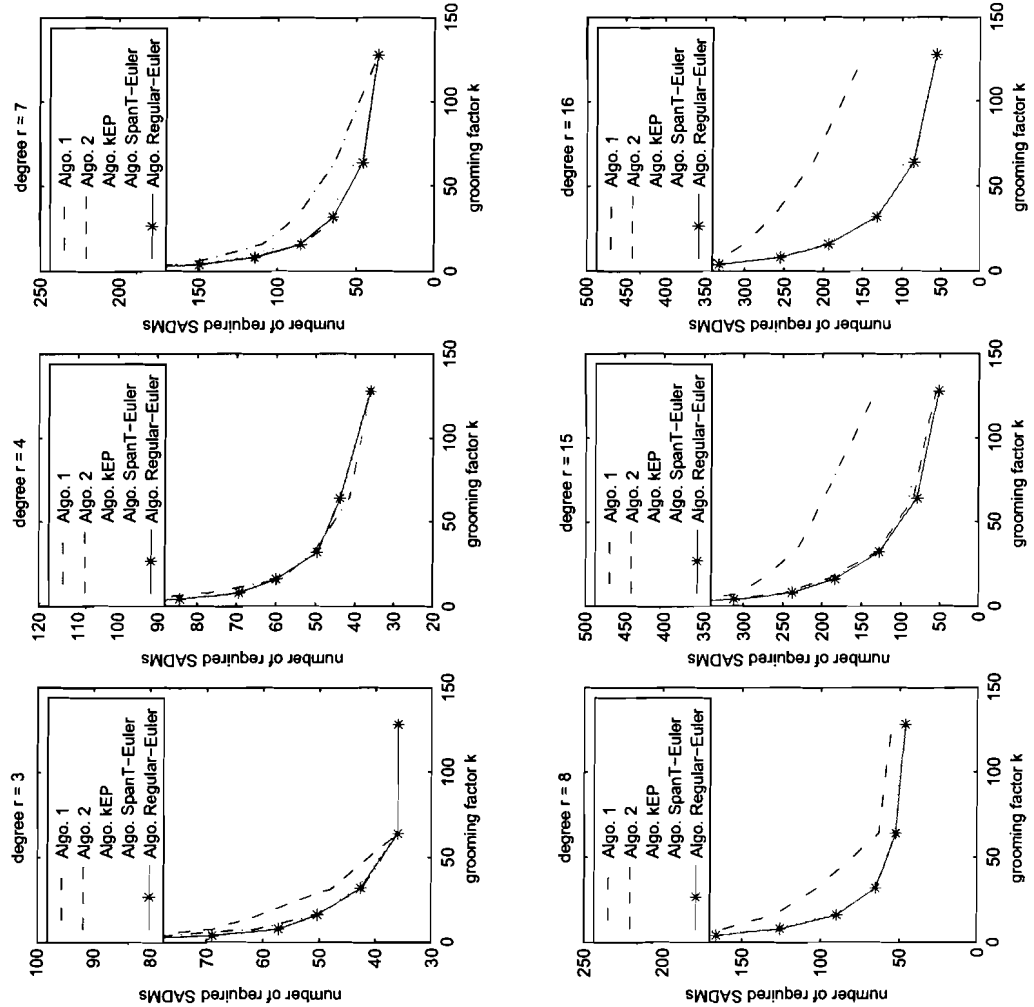 degree r = 3
Algo. 1
Algo. 2
Algo. kEP
Algo. SpanT-Euler
Algo. Regular-Euler
100
90
80
70
60
50
40
30
number of required SADMs
0
50
100
150
grooming factor k
degree r = 4
Algo. 1
Algo. 2
Algo. kEP
Algo. SpanT-Euler
Algo. Regular-Euler
120
110
100
90
80
70
60
50
40
30
20
number of required SADMs
0
50
100
150
grooming factor k
degree r = 7
Algo. 1
Algo. 2
Algo. kEP
Algo. SpanT-Euler
Algo. Regular-Euler
250
200
150
100
50
0
number of required SADMs
0
50
100
150
grooming factor k
degree r = 8
Algo. 1
Algo. 2
Algo. kEP
Algo. SpanT-Euler
Algo. Regular-Euler
250
200
150
100
50
0
number of required SADMs
0
50
100
150
grooming factor k
degree r = 15
Algo. 1
Algo. 2
Algo. kEP
Algo. SpanT-Euler
Algo. Regular-Euler
500
450
400
350
300
250
200
150
100
50
0
number of required SADMs
0
50
100
150
grooming factor k
degree r = 16
Algo. 1
Algo. 2
Algo. kEP
Algo. SpanT-Euler
Algo. Regular-Euler
500
450
400
350
300
250
200
150
100
50
0
number of required SADMs
0
50
100
150
grooming factor k